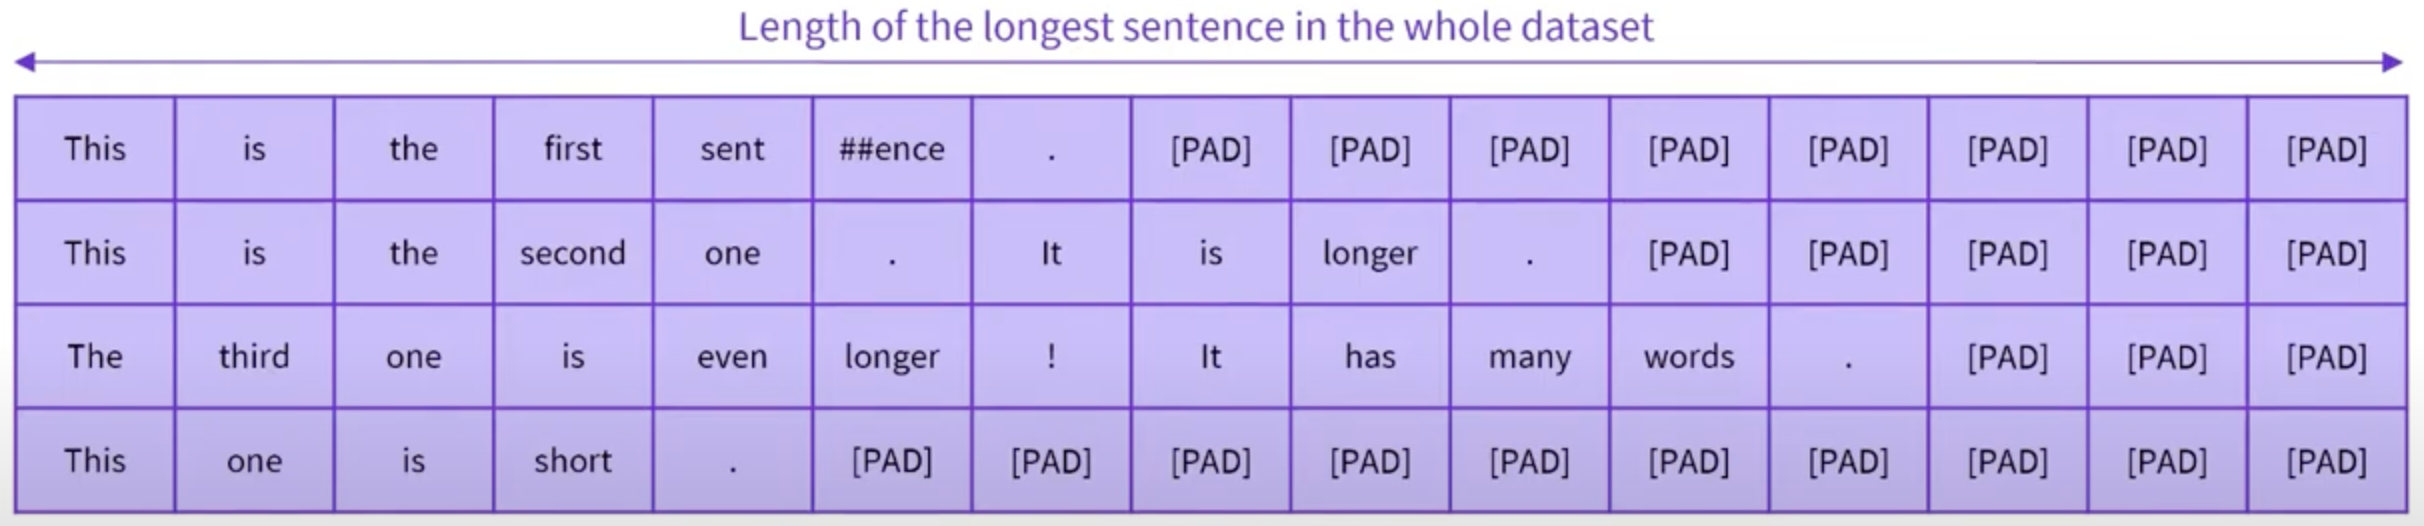 Length of the longest sentence in the whole dataset
This is the first sent ##ence . [PAD] [PAD] [PAD] [PAD] [PAD] [PAD] [PAD] [PAD]
This is the second one . It is longer . [PAD] [PAD] [PAD] [PAD] [PAD]
The third one is even longer ! It has many words . [PAD] [PAD] [PAD]
This one is short . [PAD] [PAD] [PAD] [PAD] [PAD] [PAD] [PAD] [PAD] [PAD] [PAD]